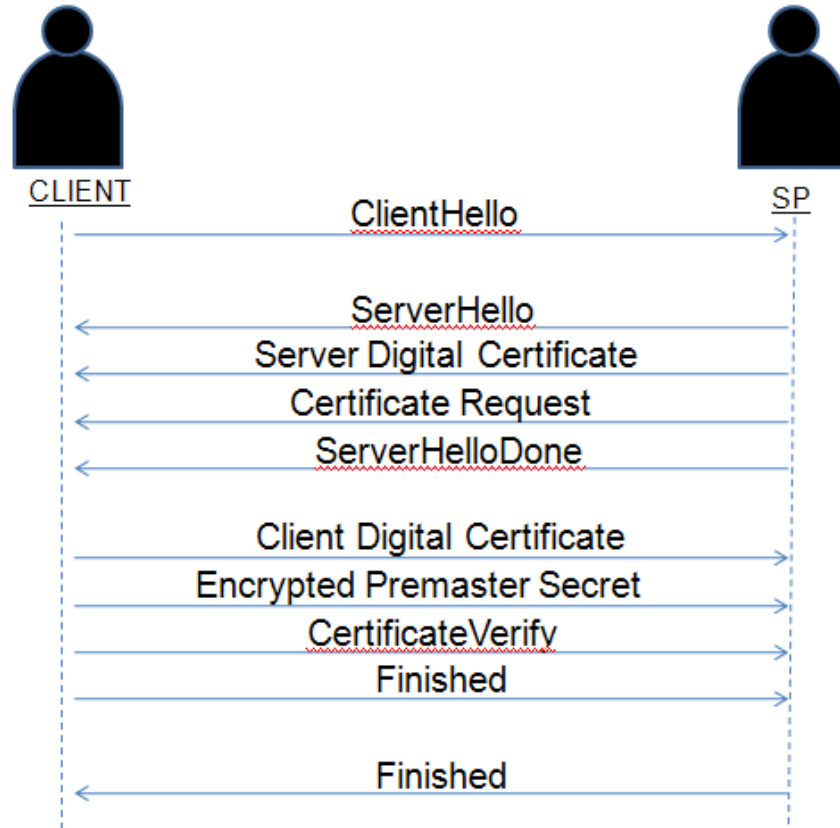 CLIENT
SP
ClientHello
ServerHello
Server Digital Certificate
Certificate Request
ServerHelloDone
Client Digital Certificate
Encrypted Premaster Secret
CertificateVerify
Finished
Finished